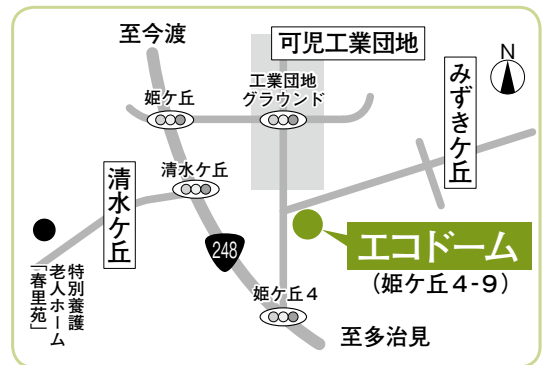 至今渡
可児工業団地
N
工業団地
グラウンド
姫ケ丘
みずきケ丘
清水ケ丘
清水ケ丘
248
エコドーム
(姫ケ丘4-9)
特別養護
老人ホーム
「春里苑」
姫ケ丘4
至多治見